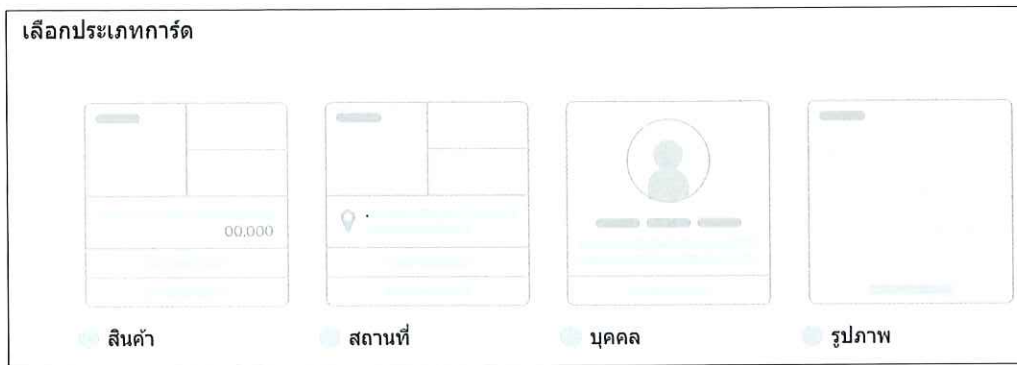 เลือกประเภทการ์ด
00,000
สินค้า
สถานที่
บุคคล
รูปภาพ